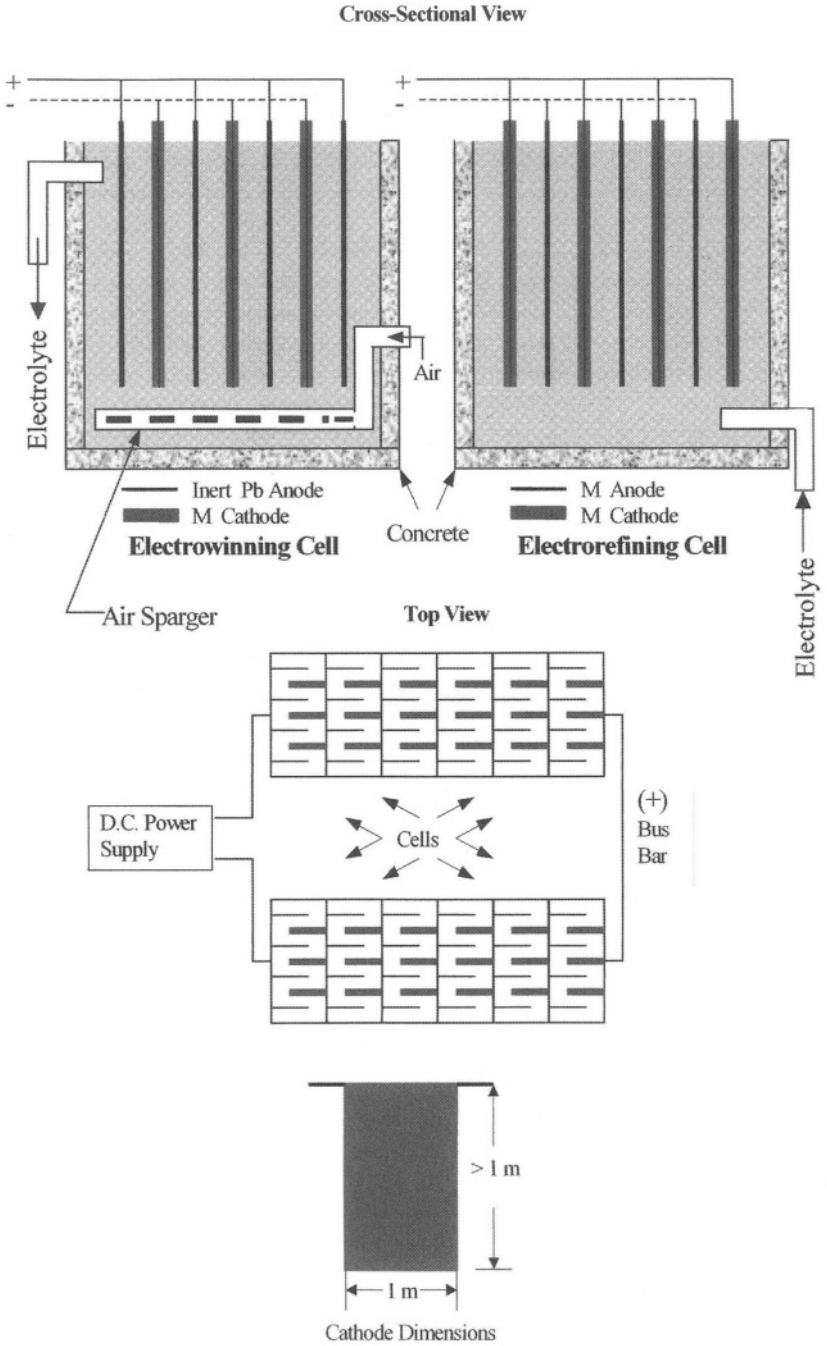 Cross-Sectional View
+
-
+
-
Electrolyte
Air
Inert Pb Anode
M Cathode
Electrowinning Cell
Concrete
M Anode
M Cathode
Electrorefining Cell
Electrolyte
Air Sparger
Top View
D.C. Power
Supply
Cells
(+)
Bus
Bar
> 1 m
1 m
Cathode Dimensions